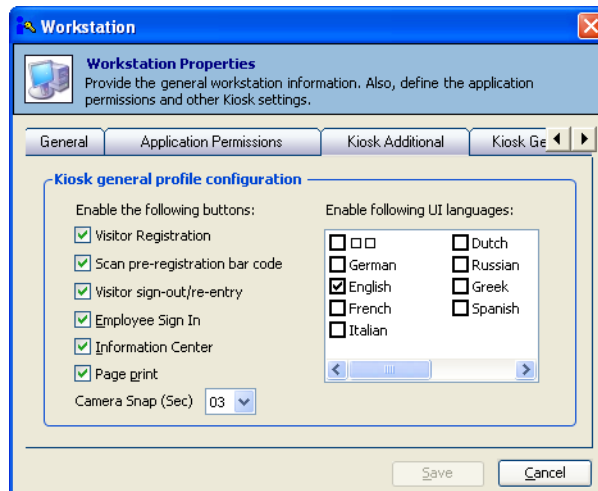 Workstation
Workstation Properties
Provide the general workstation information. Also, define the application
permissions and other Kiosk settings.
General
Application Permissions
Kiosk Additional
Kiosk Ge
Kiosk general profile configuration
Enable the following buttons:
Visitor Registration
Scan pre-registration bar code
Visitor sign-out/re-entry
Employee Sign In
Information Center
Page print
Camera Snap (Sec) 03
Enable following UI languages:
□□
German
English
French
Italian
Dutch
Russian
Greek
Spanish
Save
Cancel